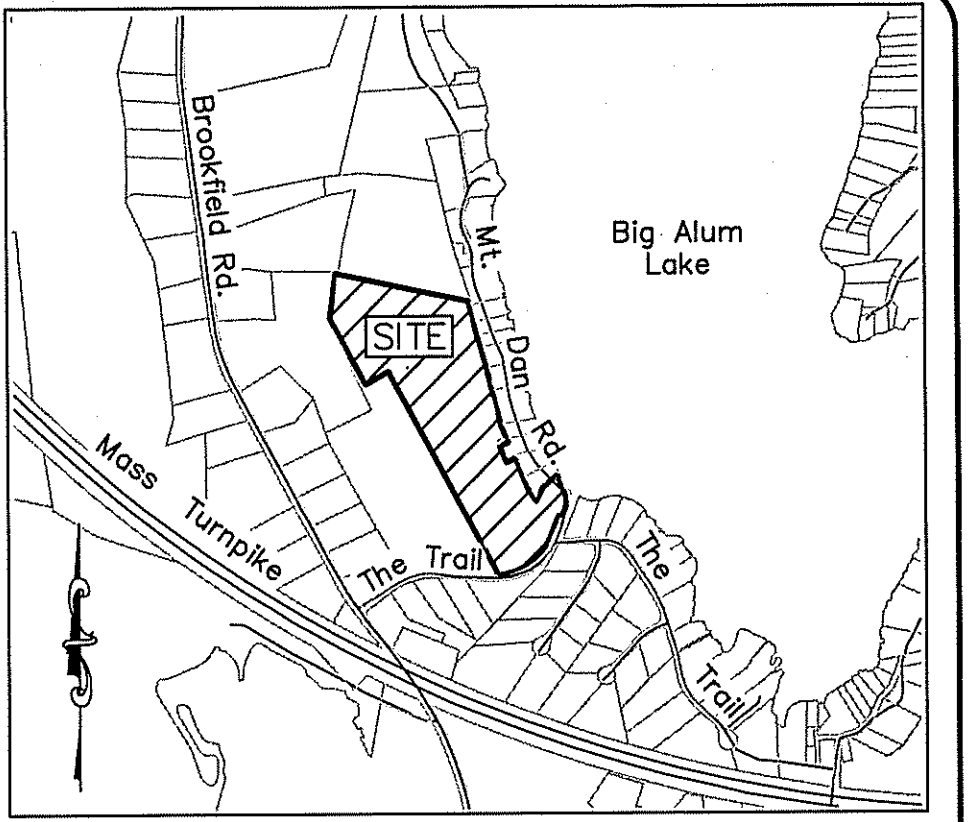 Brookfield Rd.
Mt. Dan Rd.
Big Alum
Lake
SITE
Mass Turnpike
The Trail
The Trail